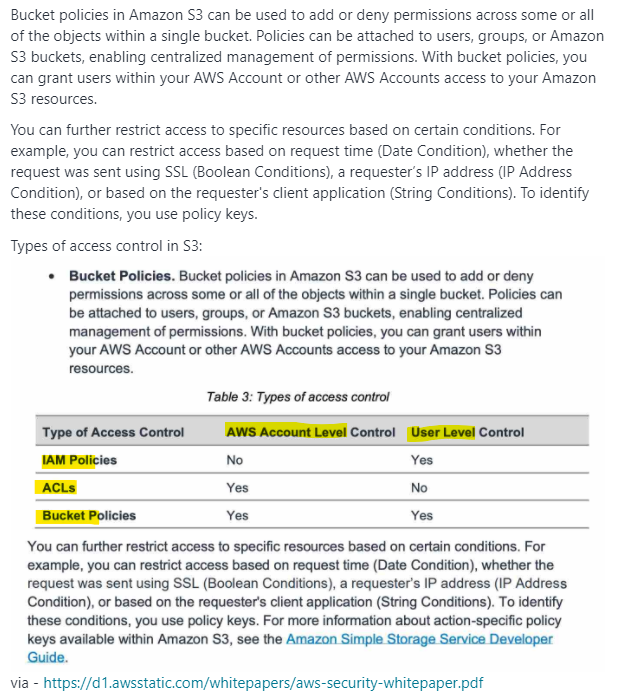 Bucket policies in Amazon S3 can be used to add or deny permissions across some or all
of the objects within a single bucket. Policies can be attached to users, groups, or Amazon
S3 buckets, enabling centralized management of permissions. With bucket policies, you
can grant users within your AWS Account or other AWS Accounts access to your Amazon
S3 resources.
You can further restrict access to specific resources based on certain conditions. For
example, you can restrict access based on request time (Date Condition), whether the
request was sent using SSL (Boolean Conditions), a requester's IP address (IP Address
Condition), or based on the requester's client application (String Conditions). To identify
these conditions, you use policy keys.
Types of access control in S3:
• Bucket Policies. Bucket policies in Amazon S3 can be used to add or deny
permissions across some or all of the objects within a single bucket. Policies can
be attached to users, groups, or Amazon S3 buckets, enabling centralized
management of permissions. With bucket policies, you can grant users within
your AWS Account or other AWS Accounts access to your Amazon S3
resources.
Table 3: Types of access control
Type of Access Control AWS Account Level Control User Level Control
IAM Policies No Yes
ACLs Yes No
Bucket Policies Yes Yes
You can further restrict access to specific resources based on certain conditions. For
example, you can restrict access based on request time (Date Condition), whether the
request was sent using SSL (Boolean Conditions), a requester's IP address (IP Address
Condition), or based on the requester's client application (String Conditions). To identify
these conditions, you use policy keys. For more information about action-specific policy
keys available within Amazon S3, see the Amazon Simple Storage Service Developer
Guide.
via - https://d1.awsstatic.com/whitepapers/aws-security-whitepaper.pdf